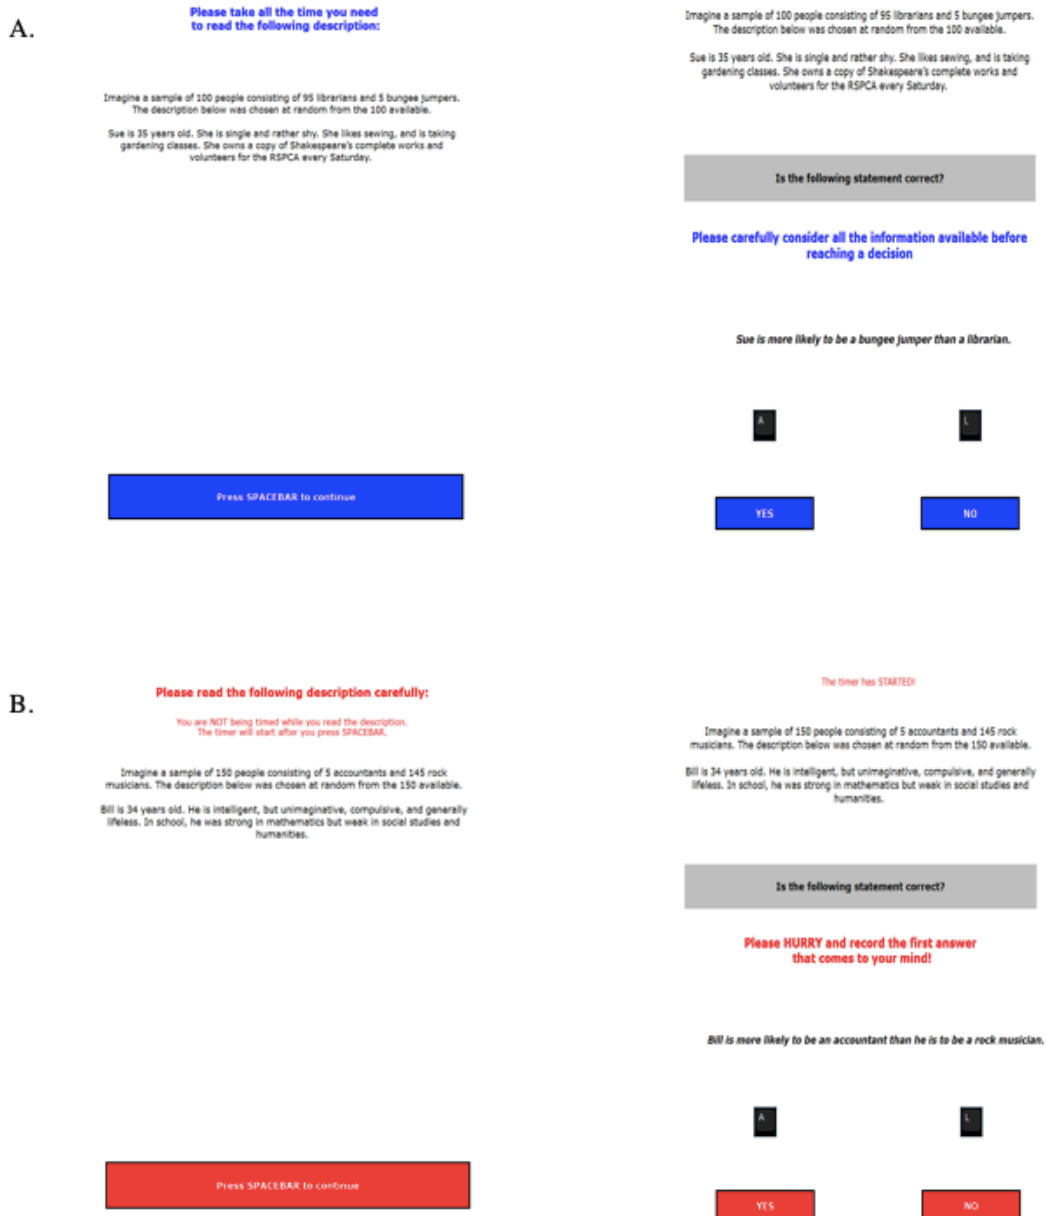 A.
Please take all the time you need
to read the following description:
Imagine a sample of 100 people consisting of 95 librarians and 5 bungee jumpers.
The description below was chosen at random from the 100 available.
Sue is 35 years old. She is single and rather shy. She likes sewing, and is taking
gardening classes. She owns a copy of Shakespeare's complete works and
volunteers for the RSPCA every Saturday.
Press SPACEBAR to continue
Imagine a sample of 100 people consisting of 95 librarians and 5 bungee jumpers.
The description below was chosen at random from the 100 available.
Sue is 35 years old. She is single and rather shy. She likes sewing, and is taking
gardening classes. She owns a copy of Shakespeare's complete works and
volunteers for the RSPCA every Saturday.
Is the following statement correct?
Please carefully consider all the information available before
reaching a decision
Sue is more likely to be a bungee jumper than a librarian.
A L
YES NO
B.
Please read the following description carefully:
You are NOT being timed while you read the description.
The timer will start after you press SPACEBAR.
Imagine a sample of 150 people consisting of 5 accountants and 145 rock
musicians. The description below was chosen at random from the 150 available.
Bill is 34 years old. He is intelligent, but unimaginative, compulsive, and generally
lifeless. In school, he was strong in mathematics but weak in social studies and
humanities.
Press SPACEBAR to continue
The timer has STARTED!
Imagine a sample of 150 people consisting of 5 accountants and 145 rock
musicians. The description below was chosen at random from the 150 available.
Bill is 34 years old. He is intelligent, but unimaginative, compulsive, and generally
lifeless. In school, he was strong in mathematics but weak in social studies and
humanities.
Is the following statement correct?
Please HURRY and record the first answer
that comes to your mind!
Bill is more likely to be an accountant than he is to be a rock musician.
A L
YES NO